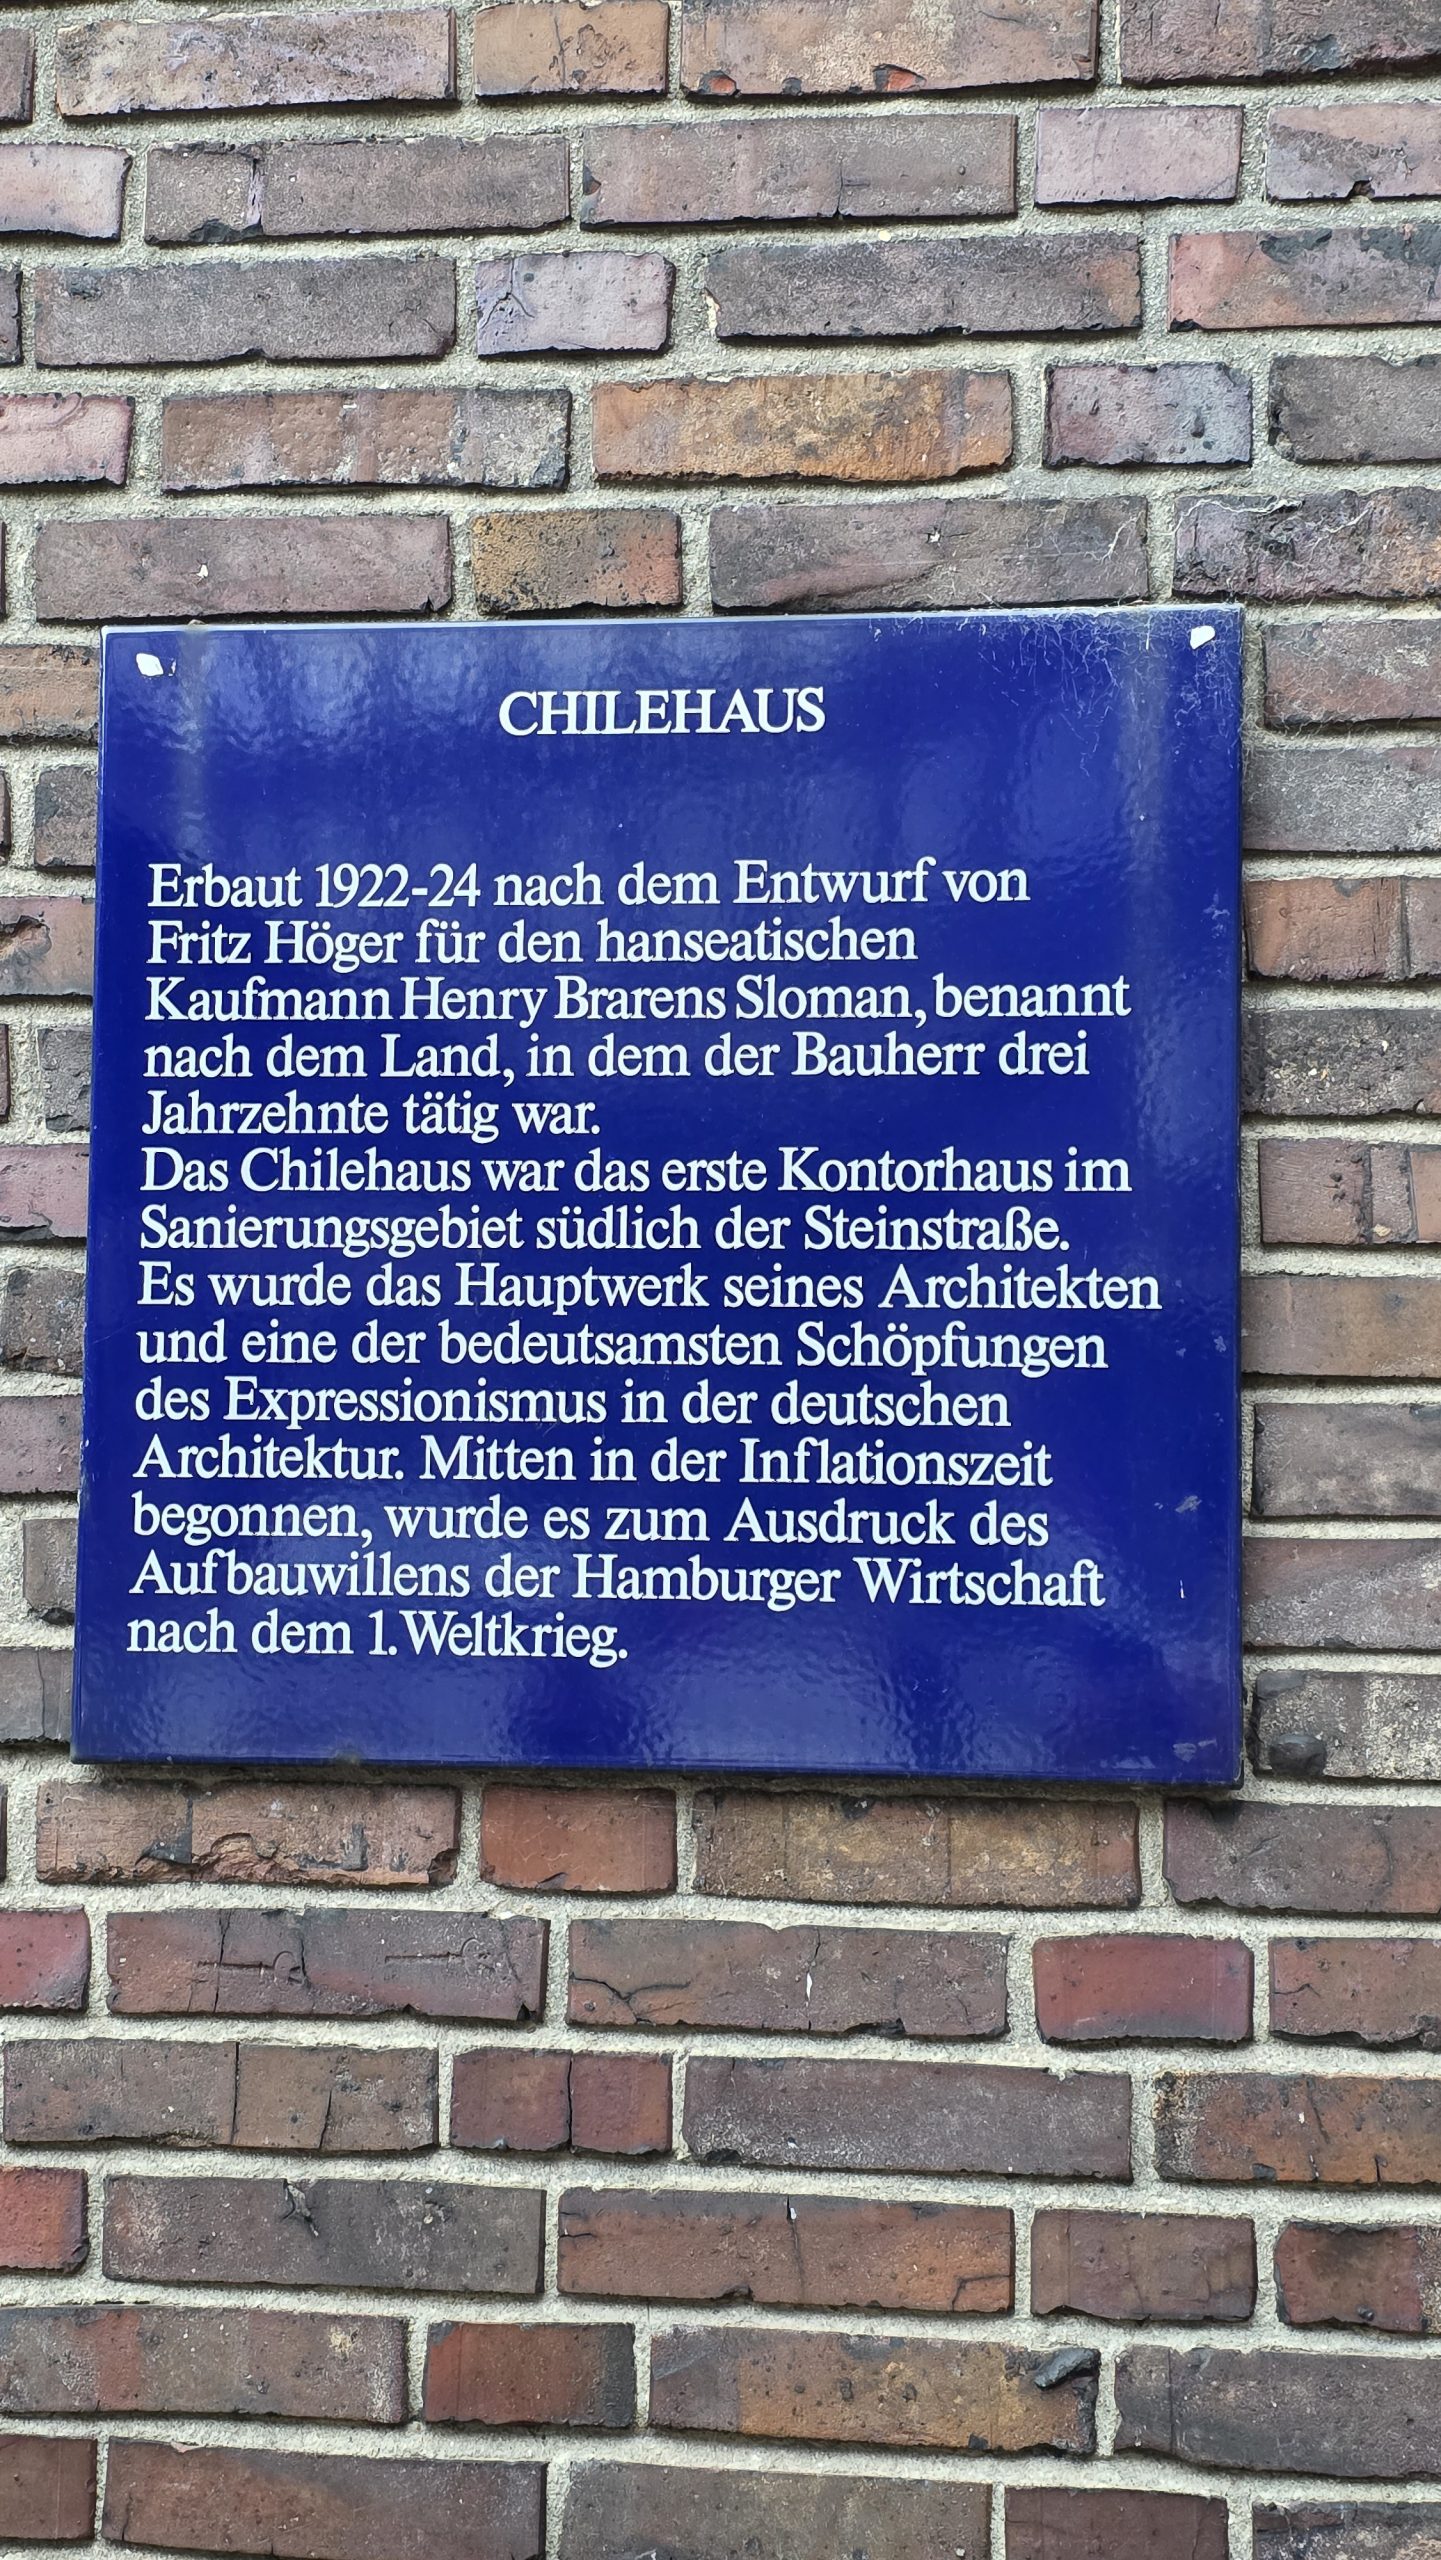 CHILEHAUS
Erbaut 1922-24 nach dem Entwurf von
Fritz Höger für den hanseatischen
Kaufmann Henry Brarens Sloman, benannt
nach dem Land, in dem der Bauherr drei
Jahrzehnte tätig war.
Das Chilehaus war das erste Kontorhaus im
Sanierungsgebiet südlich der Steinstraße.
Es wurde das Hauptwerk seines Architekten
und eine der bedeutsamsten Schöpfungen
des Expressionismus in der deutschen
Architektur. Mitten in der Inflationszeit
begonnen, wurde es zum Ausdruck des
Aufbauwillens der Hamburger Wirtschaft
nach dem 1. Weltkrieg.